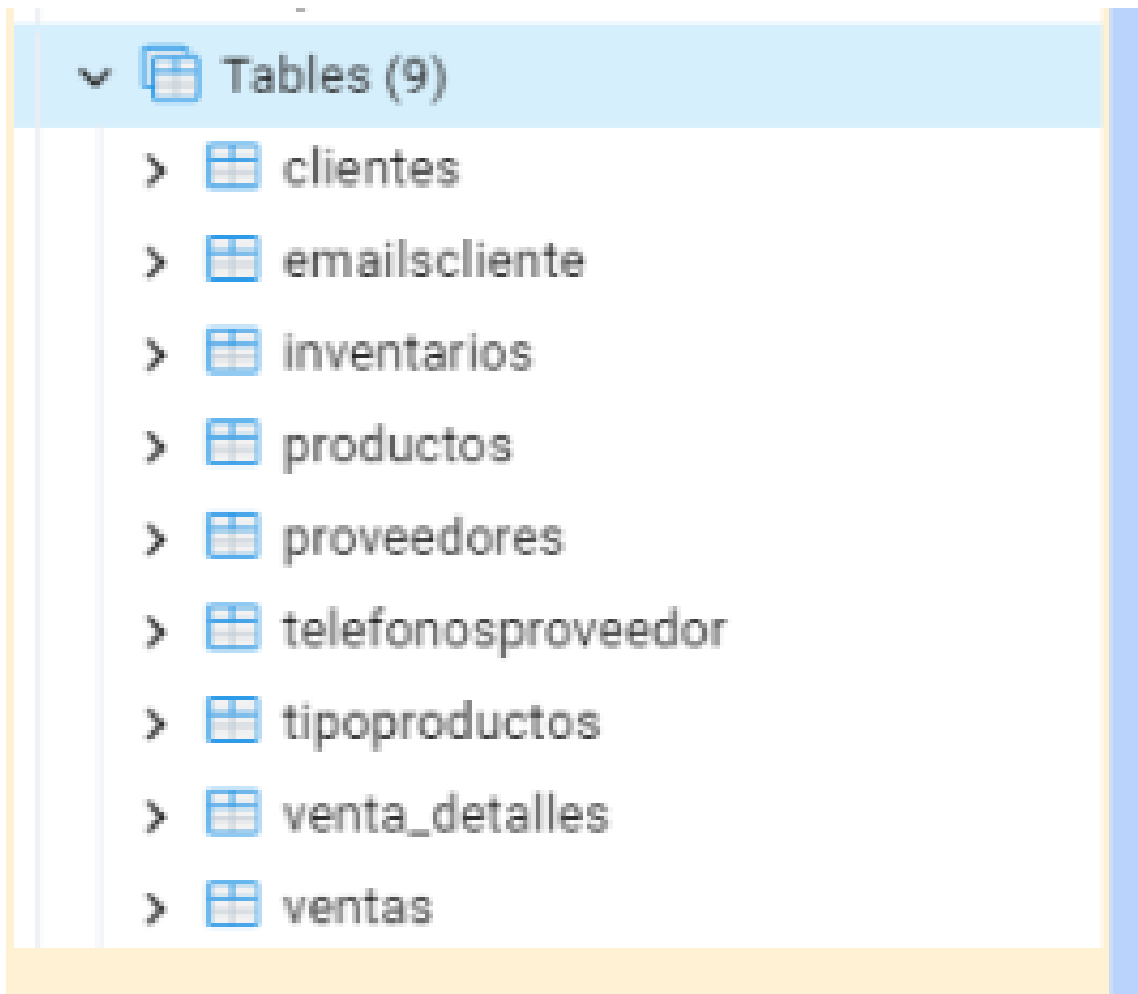 Tables (9)
clientes
emailscliente
inventarios
productos
proveedores
telefonosproveedor
tipoproductos
venta_detalles
ventas